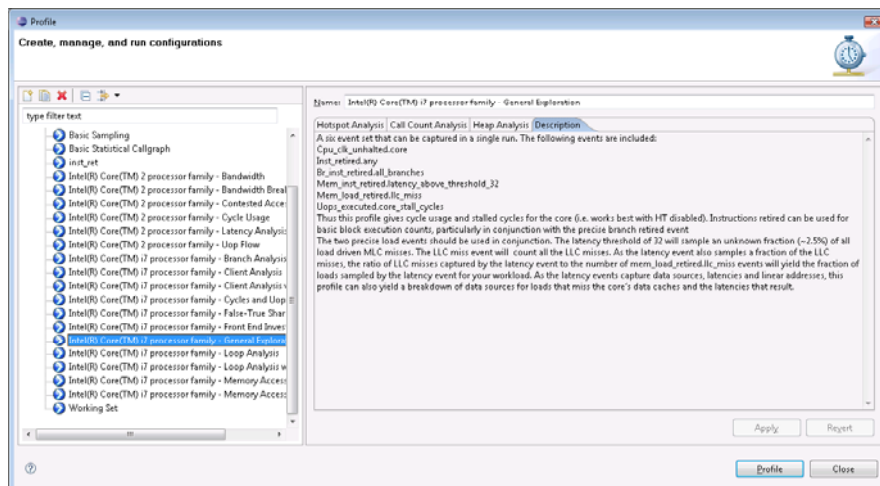 Profile
Create, manage, and run configurations
type filter text
Basic Sampling
Basic Statistical Callgraph
inst_ret
Intel(R) Core(TM) 2 processor family - Bandwidth
Intel(R) Core(TM) 2 processor family - Bandwidth Breal
Intel(R) Core(TM) 2 processor family - Contested Acce
Intel(R) Core(TM) 2 processor family - Cycle Usage
Intel(R) Core(TM) 2 processor family - Latency Analysis
Intel(R) Core(TM) 2 processor family - Uop Flow
Intel(R) Core(TM) i7 processor family - Branch Analysis
Intel(R) Core(TM) i7 processor family - Client Analysis
Intel(R) Core(TM) i7 processor family - Client Analysis v
Intel(R) Core(TM) i7 processor family - Cycles and Uop
Intel(R) Core(TM) i7 processor family - False-True Shar
Intel(R) Core(TM) i7 processor family - Front End Inves
Intel(R) Core(TM) i7 processor family - General Explora
Intel(R) Core(TM) i7 processor family - Loop Analysis
Intel(R) Core(TM) i7 processor family - Loop Analysis w
Intel(R) Core(TM) i7 processor family - Memory Access
Intel(R) Core(TM) i7 processor family - Memory Access
Working Set
Name: Intel(R) Core(TM) i7 processor family - General Exploration
Hotspot Analysis Call Count Analysis Heap Analysis Description
A six event set that can be captured in a single run. The following events are included:
Cpu_clk_unhalted.core
Inst_retired.any
Br_inst_retired.all_branches
Mem_inst_retired.latency_above_threshold_32
Mem_load_retired.llc_miss
Uops_executed.core_stall_cycles
Thus this profile gives cycle usage and stalled cycles for the core (i.e. works best with HT disabled). Instructions retired can be used for
basic block execution counts, particularly in conjunction with the precise branch retired event
The two precise load events should be used in conjunction. The latency threshold of 32 will sample an unknown fraction (~2.5%) of all
load driven MLC misses. The LLC miss event will count all the LLC misses. As the latency event also samples a fraction of the LLC
misses, the ratio of LLC misses captured by the latency event to the number of mem_load_retired.llc_miss events will yield the fraction of
loads sampled by the latency event for your workload. As the latency events capture data sources, latencies and linear addresses, this
profile can also yield a breakdown of data sources for loads that miss the core's data caches and the latencies that result.
Apply Revert
Profile Close